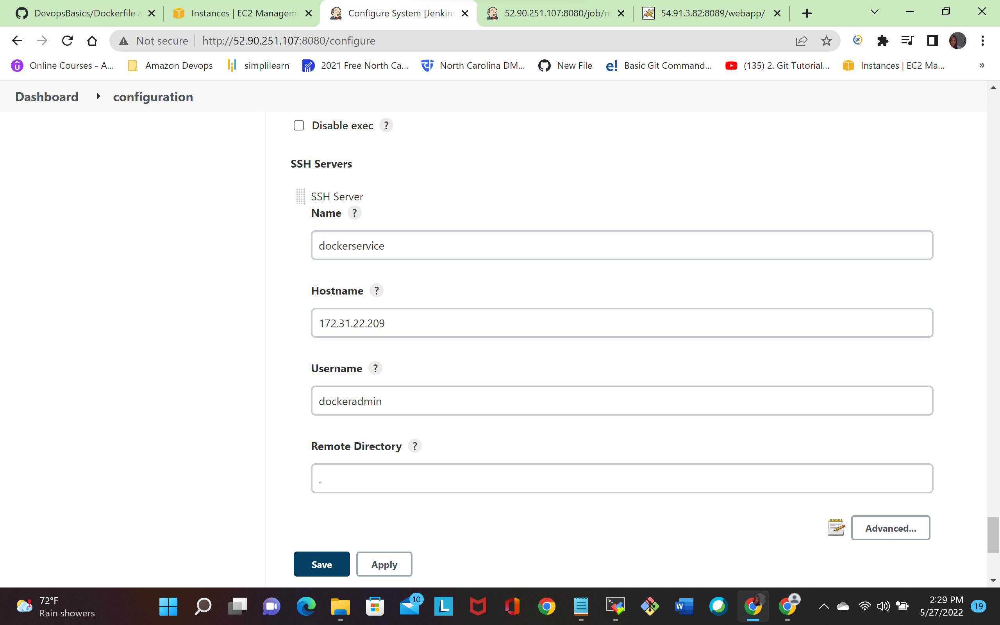 DevopsBasics/Dockerfile a
Instances | EC2 Managem
Configure System [Jenkins
52.90.251.107:8080/job/m
54.91.3.82:8089/webapp/
Not secure
http://52.90.251.107:8080/configure
Online Courses - A...
Amazon Devops
simplilearn
2021 Free North Ca...
North Carolina DM...
New File
e!
Basic Git Command...
(135) 2. Git Tutorial...
Instances | EC2 Ma...
»
Dashboard
configuration
Disable exec ?
SSH Servers
SSH Server
Name ?
dockerservice
Hostname ?
172.31.22.209
Username ?
dockeradmin
Remote Directory ?
.
Advanced...
Save
Apply
72°F
Rain showers
10
L
W
2:29 PM
5/27/2022
19